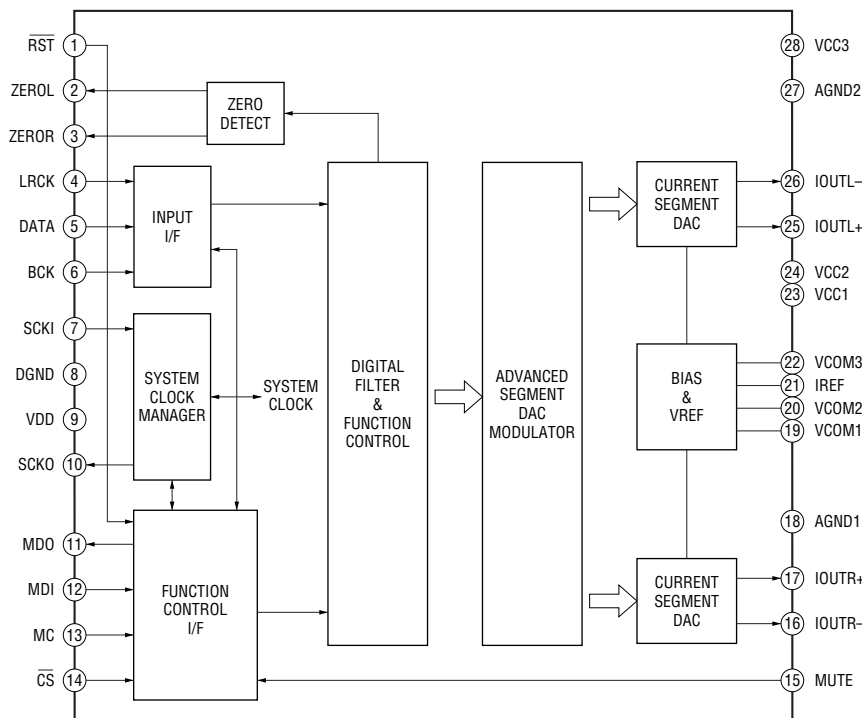 RST 1
ZEROL 2
ZEROR 3
LRCK 4
DATA 5
BCK 6
SCKI 7
DGND 8
VDD 9
SCKO 10
MDO 11
MDI 12
MC 13
CS 14
ZERO
DETECT
INPUT
I/F
SYSTEM
CLOCK
MANAGER
SYSTEM
CLOCK
FUNCTION
CONTROL
I/F
DIGITAL
FILTER
&
FUNCTION
CONTROL
ADVANCED
SEGMENT
DAC
MODULATOR
CURRENT
SEGMENT
DAC
BIAS
&
VREF
CURRENT
SEGMENT
DAC
28 VCC3
27 AGND2
26 IOUTL–
25 IOUTL+
24 VCC2
23 VCC1
22 VCOM3
21 IREF
20 VCOM2
19 VCOM1
18 AGND1
17 IOUTR+
16 IOUTR–
15 MUTE